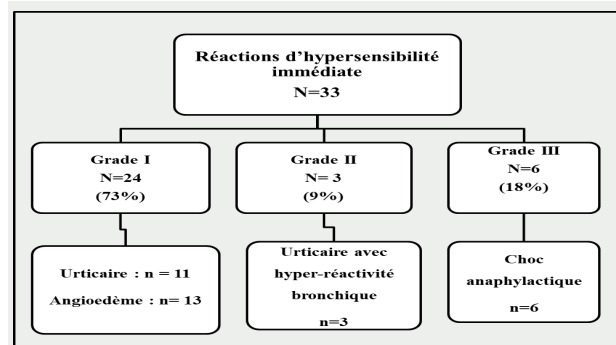 Réactions d'hypersensibilité
immédiate
N=33
Grade I
N=24
(73%)
Grade II
N= 3
(9%)
Grade III
N=6
(18%)
Urticaire : n = 11
Angioedème : n= 13
Urticaire avec
hyper-réactivité
bronchique
n=3
Choc
anaphylactique
n=6